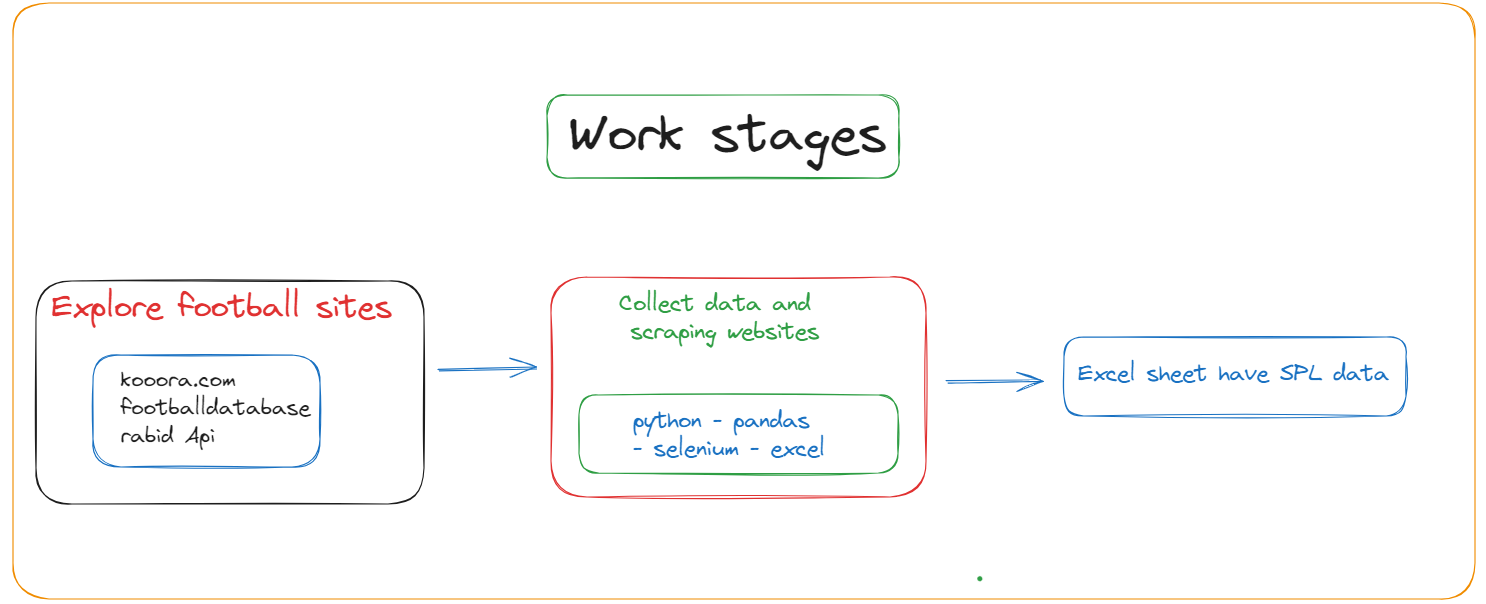 Work stages
Explore football sites
kooora.com
footballdatabase
rabid Api
Collect data and
scraping websites
python - pandas
- selenium - excel
Excel sheet have SPL data